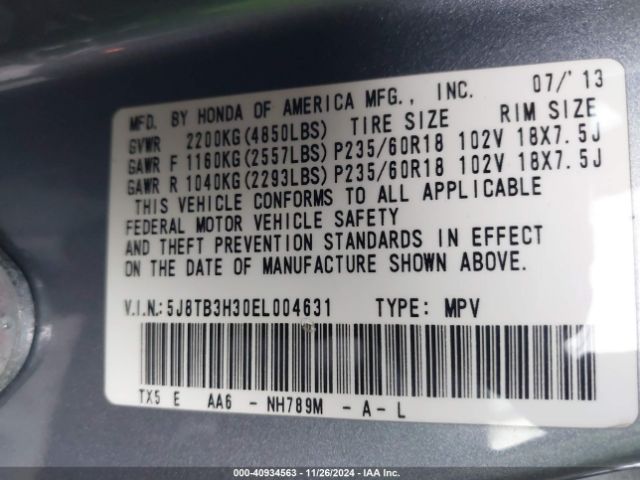 MFD. BY HONDA OF AMERICA MFG., INC. 07/'13
GVWR 2200KG(4850LBS) TIRE SIZE RIM SIZE
GAWR F 1160KG(2557LBS) P235/60R18 102V 18X7.5J
GAWR R 1040KG(2293LBS) P235/60R18 102V 18X7.5J
THIS VEHICLE CONFORMS TO ALL APPLICABLE
FEDERAL MOTOR VEHICLE SAFETY
AND THEFT PREVENTION STANDARDS IN EFFECT
ON THE DATE OF MANUFACTURE SHOWN ABOVE.
V.I.N.: 5J8TB3H30EL004631 TYPE: MPV
TX5 E AA6 - NH789M - A - L
000-40934563 - 11/26/2024 - IAA Inc.